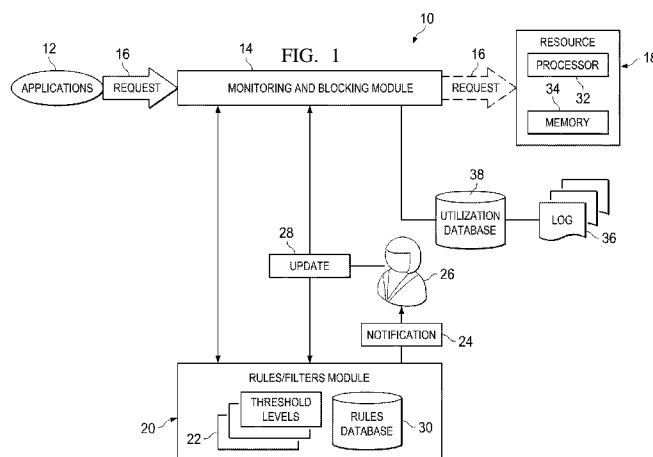 10
12
16
14
FIG. 1
16
RESOURCE
18
APPLICATIONS
REQUEST
MONITORING AND BLOCKING MODULE
REQUEST
PROCESSOR
34
32
MEMORY
38
UTILIZATION
DATABASE
LOG
36
28
UPDATE
26
NOTIFICATION
24
RULES/FILTERS MODULE
THRESHOLD
LEVELS
RULES
DATABASE
20
22
30